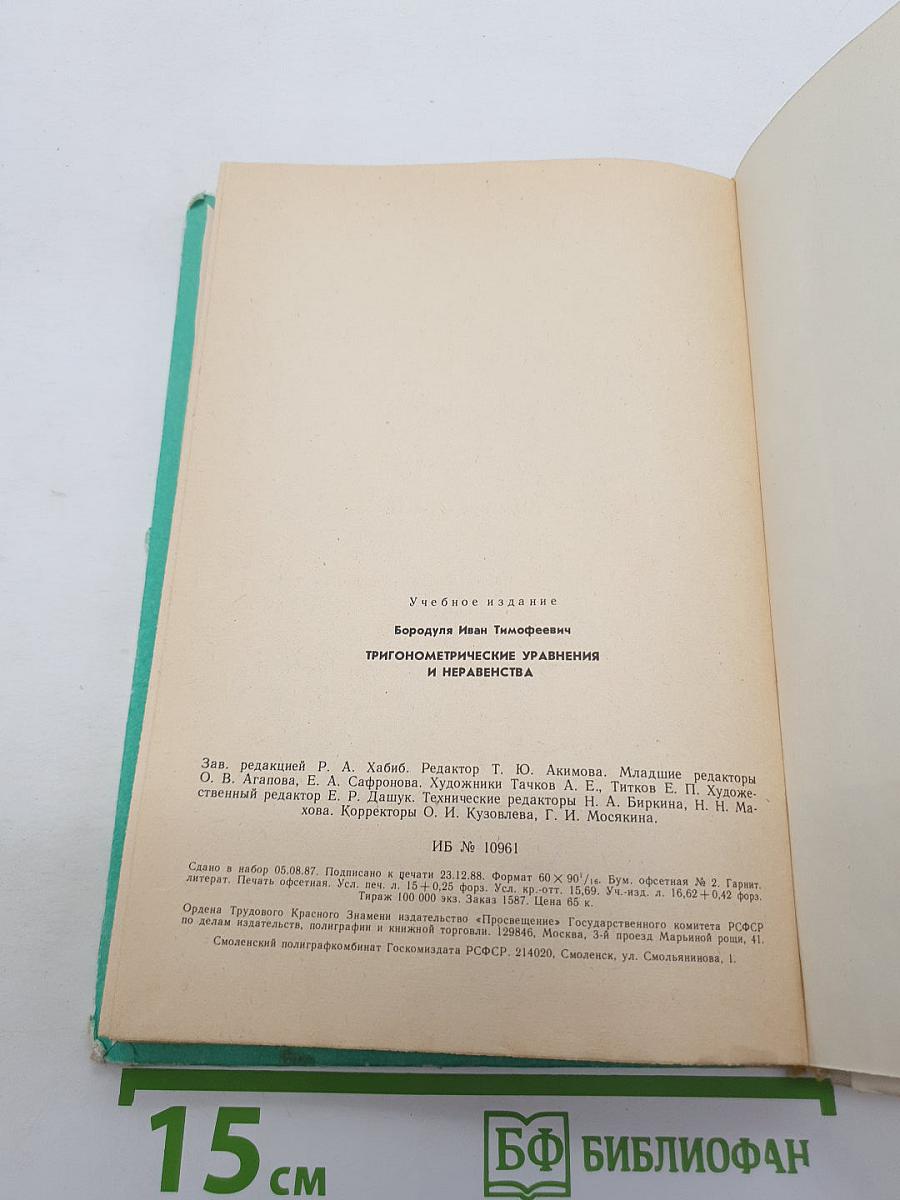 Учебное издание
Бородуля Иван Тимофеевич
ТРИГОНОМЕТРИЧЕСКИЕ УРАВНЕНИЯ
И НЕРАВЕНСТВА
Зав. редакцией Р. А. Хабиб. Редактор Т. Ю. Акимова. Младшие редакторы
О. В. Агапова, Е. А. Сафронова. Художники Тачков А. Е., Титков Е. П. Художе-
ственный редактор Е. Р. Дашук. Технические редакторы Н. А. Биркина, Н. Н. Ма-
хова. Корректоры О. И. Кузовлева, Г. И. Мосякина.
ИБ № 10961
Сдано в набор 05.08.87. Подписано к печати 23.12.88. Формат 60×90¹/₁₆. Бум. офсетная № 2. Гарнит.
литерат. Печать офсетная. Усл. печ. л. 15+0,25 форз. Усл. кр.-отт. 15,69. Уч.-изд. л. 16,62+0,42 форз.
Тираж 100 000 экз. Заказ 1587. Цена 65 к.
Ордена Трудового Красного Знамени издательство «Просвещение» Государственного комитета РСФСР
по делам издательств, полиграфии и книжной торговли. 129846, Москва, 3-й проезд Марьиной рощи, 41.
Смоленский полиграфкомбинат Госкомиздата РСФСР. 214020, Смоленск, ул. Смольянинова, 1.
15 см
БФ БИБЛИОФАН